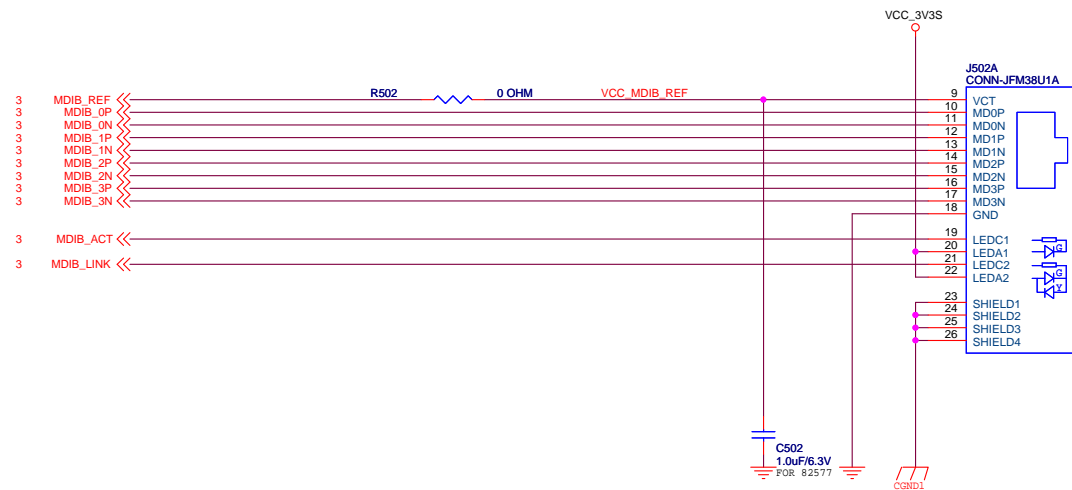 VCC_3V3S
J502A
CONN-JFM38U1A
3 MDIB_REF R502 0 OHM VCC_MDIB_REF 9 VCT
3 MDIB_0P 10 MD0P
3 MDIB_0N 11 MD0N
3 MDIB_1P 12 MD1P
3 MDIB_1N 13 MD1N
3 MDIB_2P 14 MD2P
3 MDIB_2N 15 MD2N
3 MDIB_3P 16 MD3P
3 MDIB_3N 17 MD3N
18 GND
3 MDIB_ACT 19 LEDC1
20 LEDA1 G
3 MDIB_LINK 21 LEDC2
22 LEDA2 G
Y
23 SHIELD1
24 SHIELD2
25 SHIELD3
26 SHIELD4
C502
1.0uF/6.3V
FOR 82577
CGND1